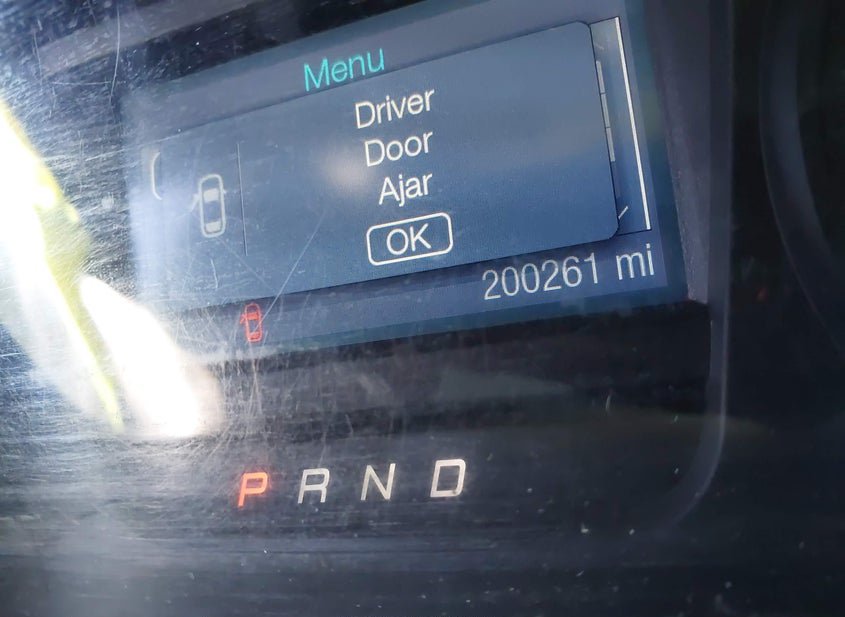 Menu
Driver
Door
Ajar
OK
200261 mi
P R N D